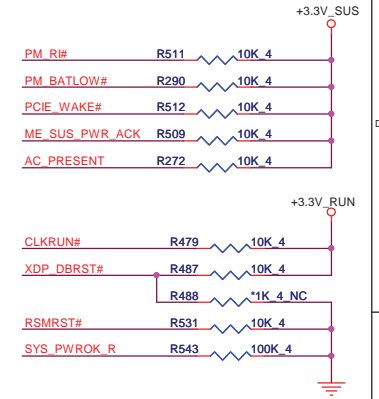 +3.3V_SUS
PM_RI# R511 10K_4
PM_BATLOW# R290 10K_4
PCIE_WAKE# R512 10K_4
ME_SUS_PWR_ACK R509 10K_4
AC_PRESENT R272 10K_4
+3.3V_RUN
CLKRUN# R479 10K_4
XDP_DBRST# R487 10K_4
R488 *1K_4_NC
RSMRST# R531 10K_4
SYS_PWROK_R R543 100K_4